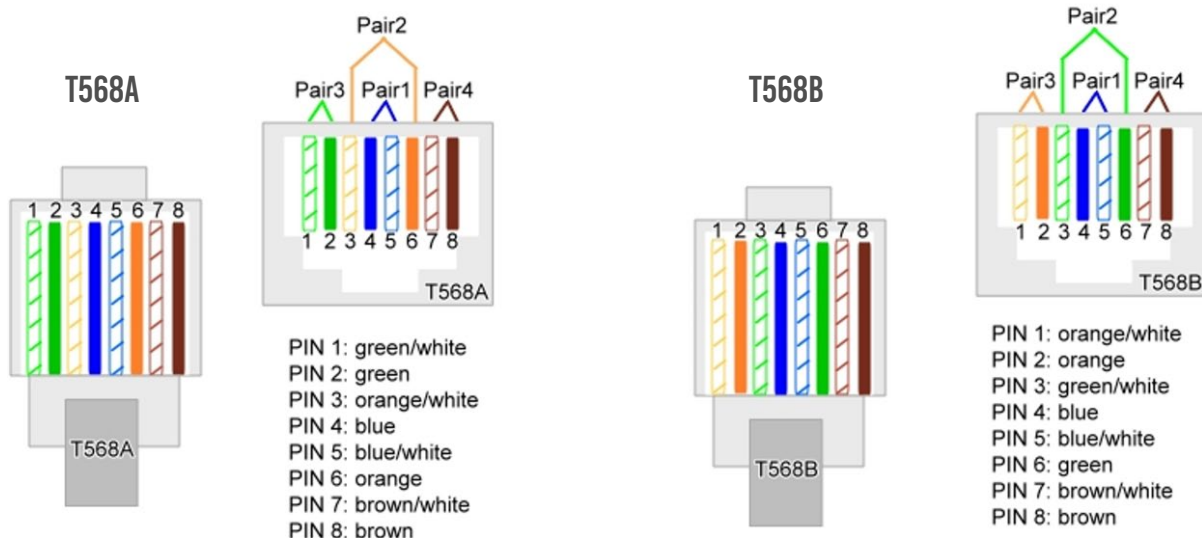 T568A
Pair2
Pair3 Pair1 Pair4
1 2 3 4 5 6 7 8
T568A
1 2 3 4 5 6 7 8
T568A
PIN 1: green/white
PIN 2: green
PIN 3: orange/white
PIN 4: blue
PIN 5: blue/white
PIN 6: orange
PIN 7: brown/white
PIN 8: brown
T568B
Pair2
Pair3 Pair1 Pair4
1 2 3 4 5 6 7 8
T568B
1 2 3 4 5 6 7 8
T568B
PIN 1: orange/white
PIN 2: orange
PIN 3: green/white
PIN 4: blue
PIN 5: blue/white
PIN 6: green
PIN 7: brown/white
PIN 8: brown